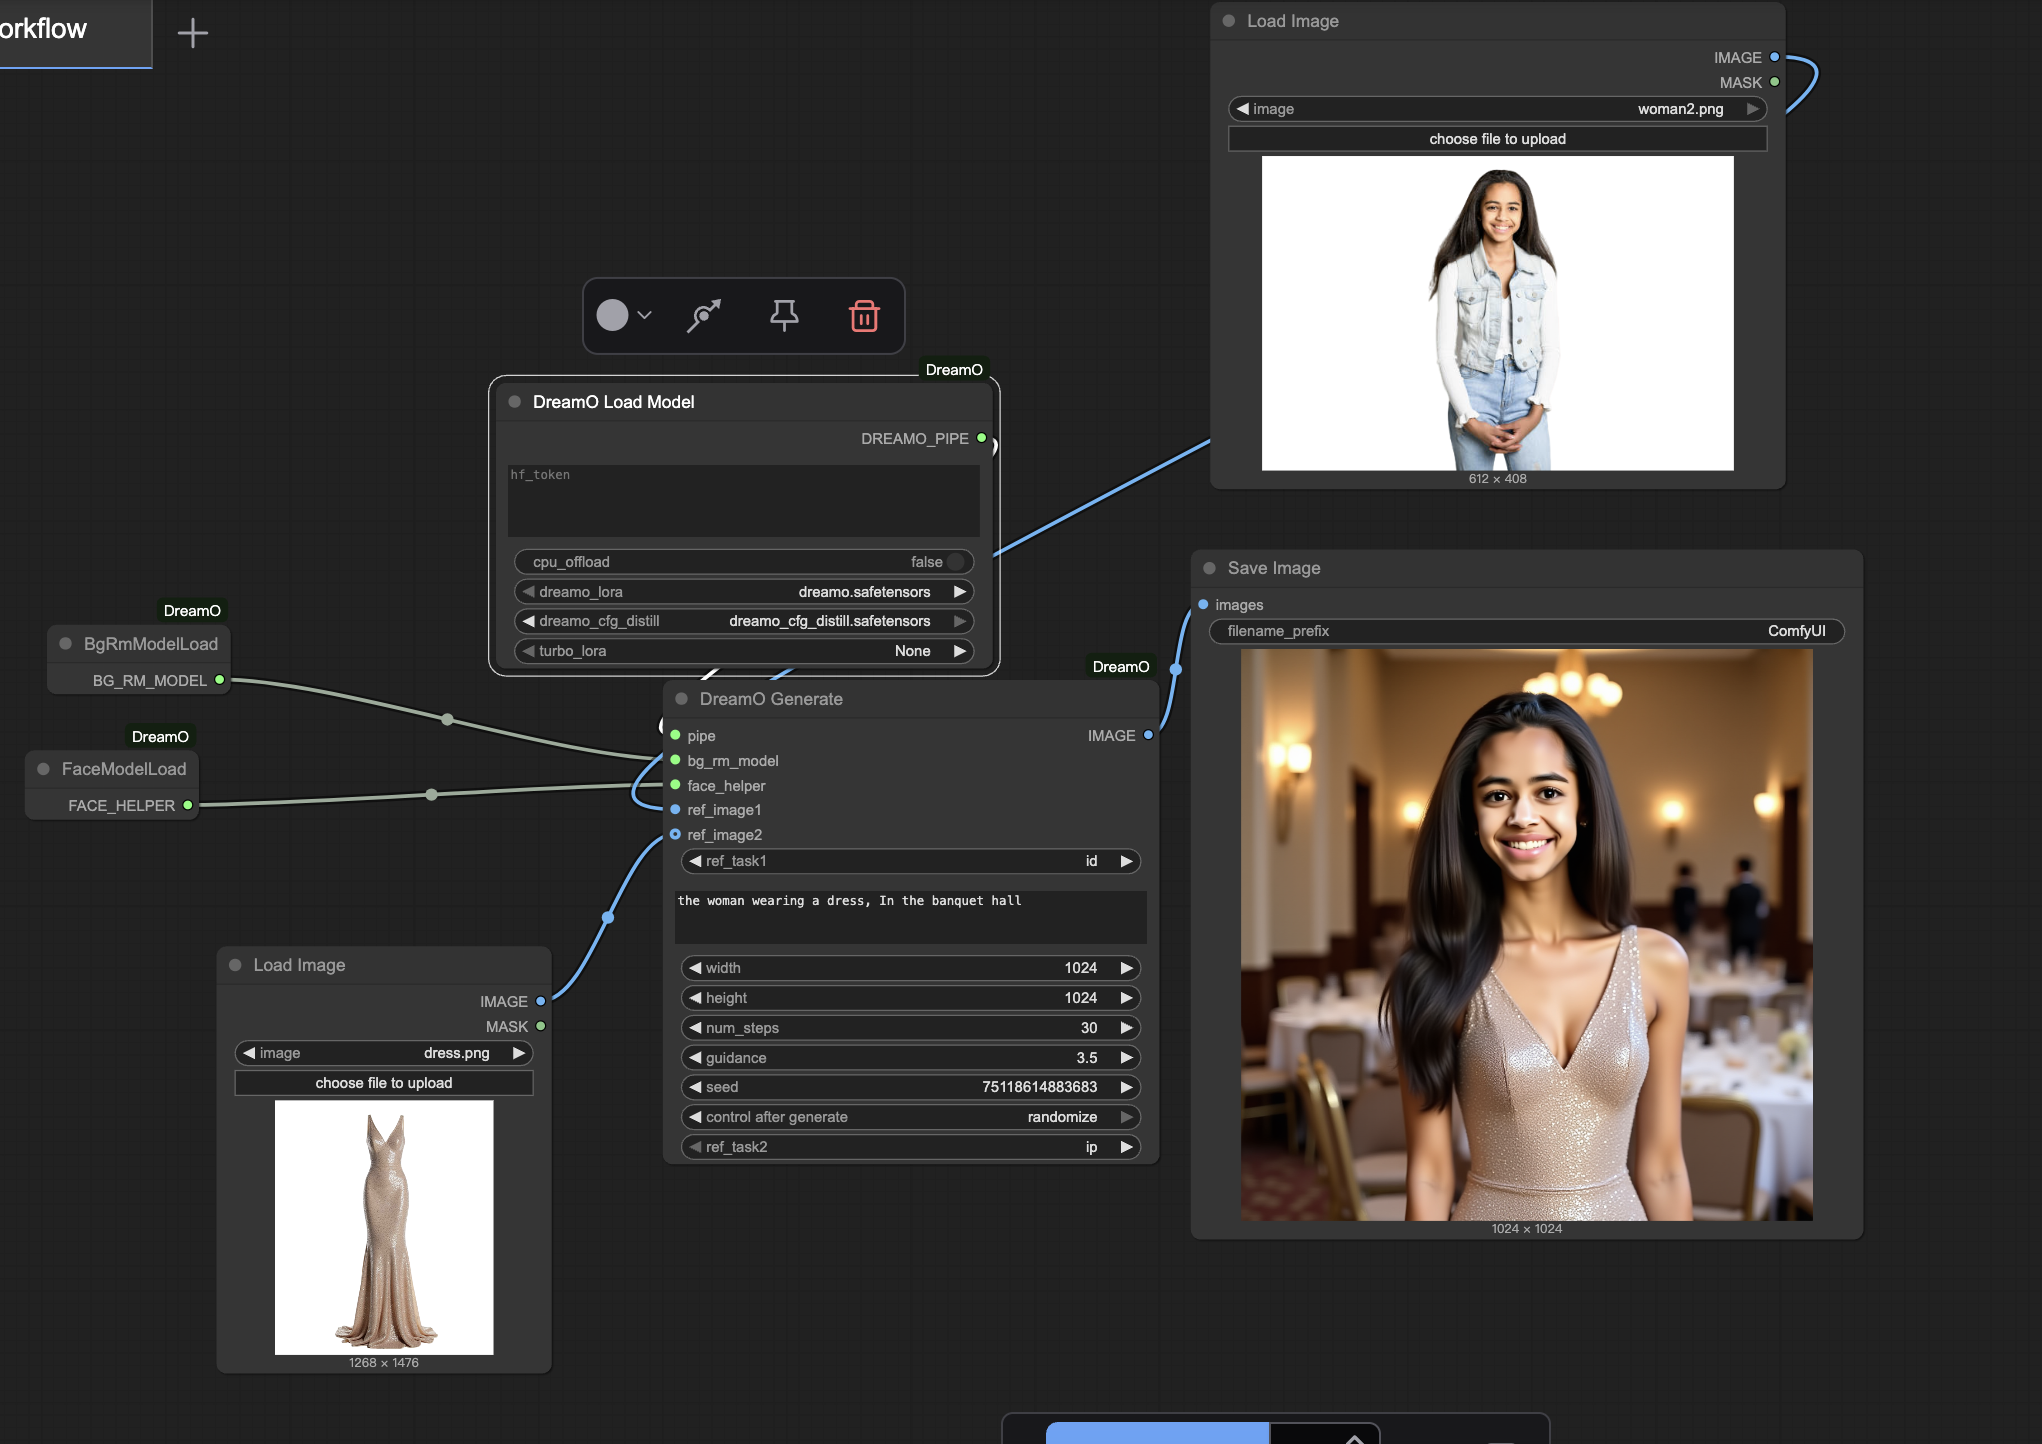 orkflow
Load Image
IMAGE
MASK
image woman2.png
choose file to upload
612 × 408
DreamO
DreamO Load Model
DREAMO_PIPE
hf_token
cpu_offload false
dreamo_lora dreamo.safetensors
dreamo_cfg_distill dreamo_cfg_distill.safetensors
turbo_lora None
DreamO
BgRmModelLoad
BG_RM_MODEL
DreamO
FaceModelLoad
FACE_HELPER
DreamO
DreamO Generate
pipe IMAGE
bg_rm_model
face_helper
ref_image1
ref_image2
ref_task1 id
the woman wearing a dress, In the banquet hall
width 1024
height 1024
num_steps 30
guidance 3.5
seed 75118614883683
control after generate randomize
ref_task2 ip
Save Image
images
filename_prefix ComfyUI
1024 × 1024
Load Image
IMAGE
MASK
image dress.png
choose file to upload
1268 × 1476